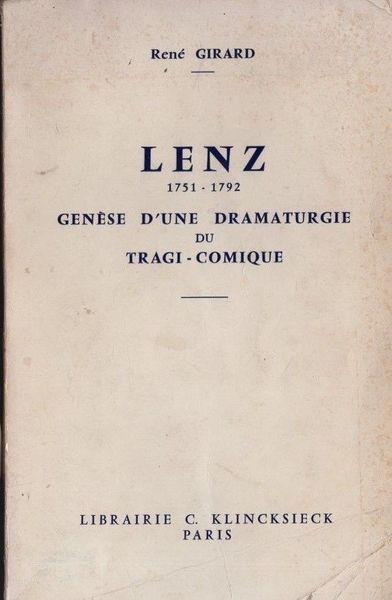 René GIRARD
LENZ
1751 - 1792
GENÈSE D'UNE DRAMATURGIE
DU
TRAGI - COMIQUE
LIBRAIRIE C. KLINCKSIECK
PARIS